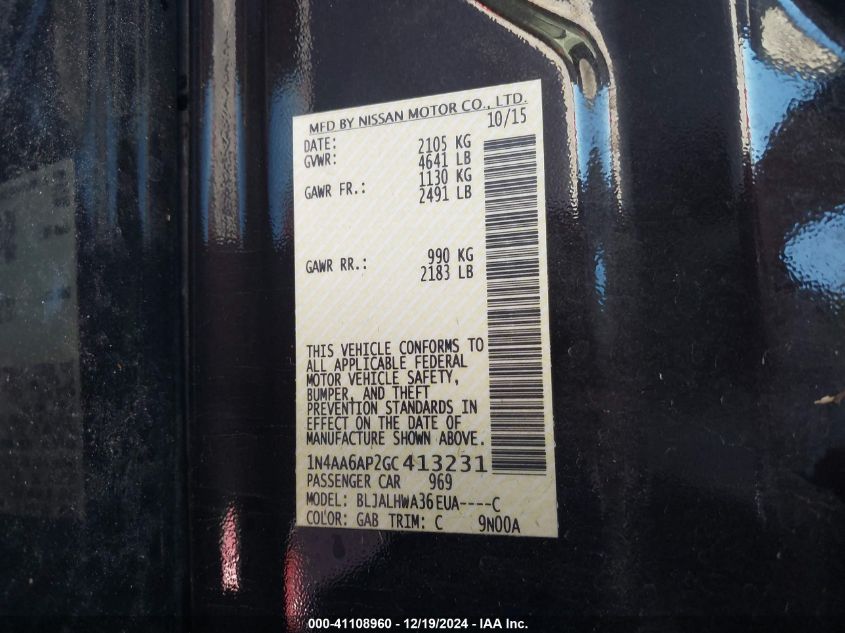 MFD BY NISSAN MOTOR CO., LTD.
10/15
DATE: 2105 KG
GVWR: 4641 LB
1130 KG
GAWR FR.: 2491 LB
990 KG
GAWR RR.: 2183 LB
THIS VEHICLE CONFORMS TO
ALL APPLICABLE FEDERAL
MOTOR VEHICLE SAFETY,
BUMPER, AND THEFT
PREVENTION STANDARDS IN
EFFECT ON THE DATE OF
MANUFACTURE SHOWN ABOVE.
1N4AA6AP2GC413231
PASSENGER CAR 969
MODEL: BLJALHWA36EUA----C
COLOR: GAB TRIM: C 9N00A
000-41108960 - 12/19/2024 - IAA Inc.